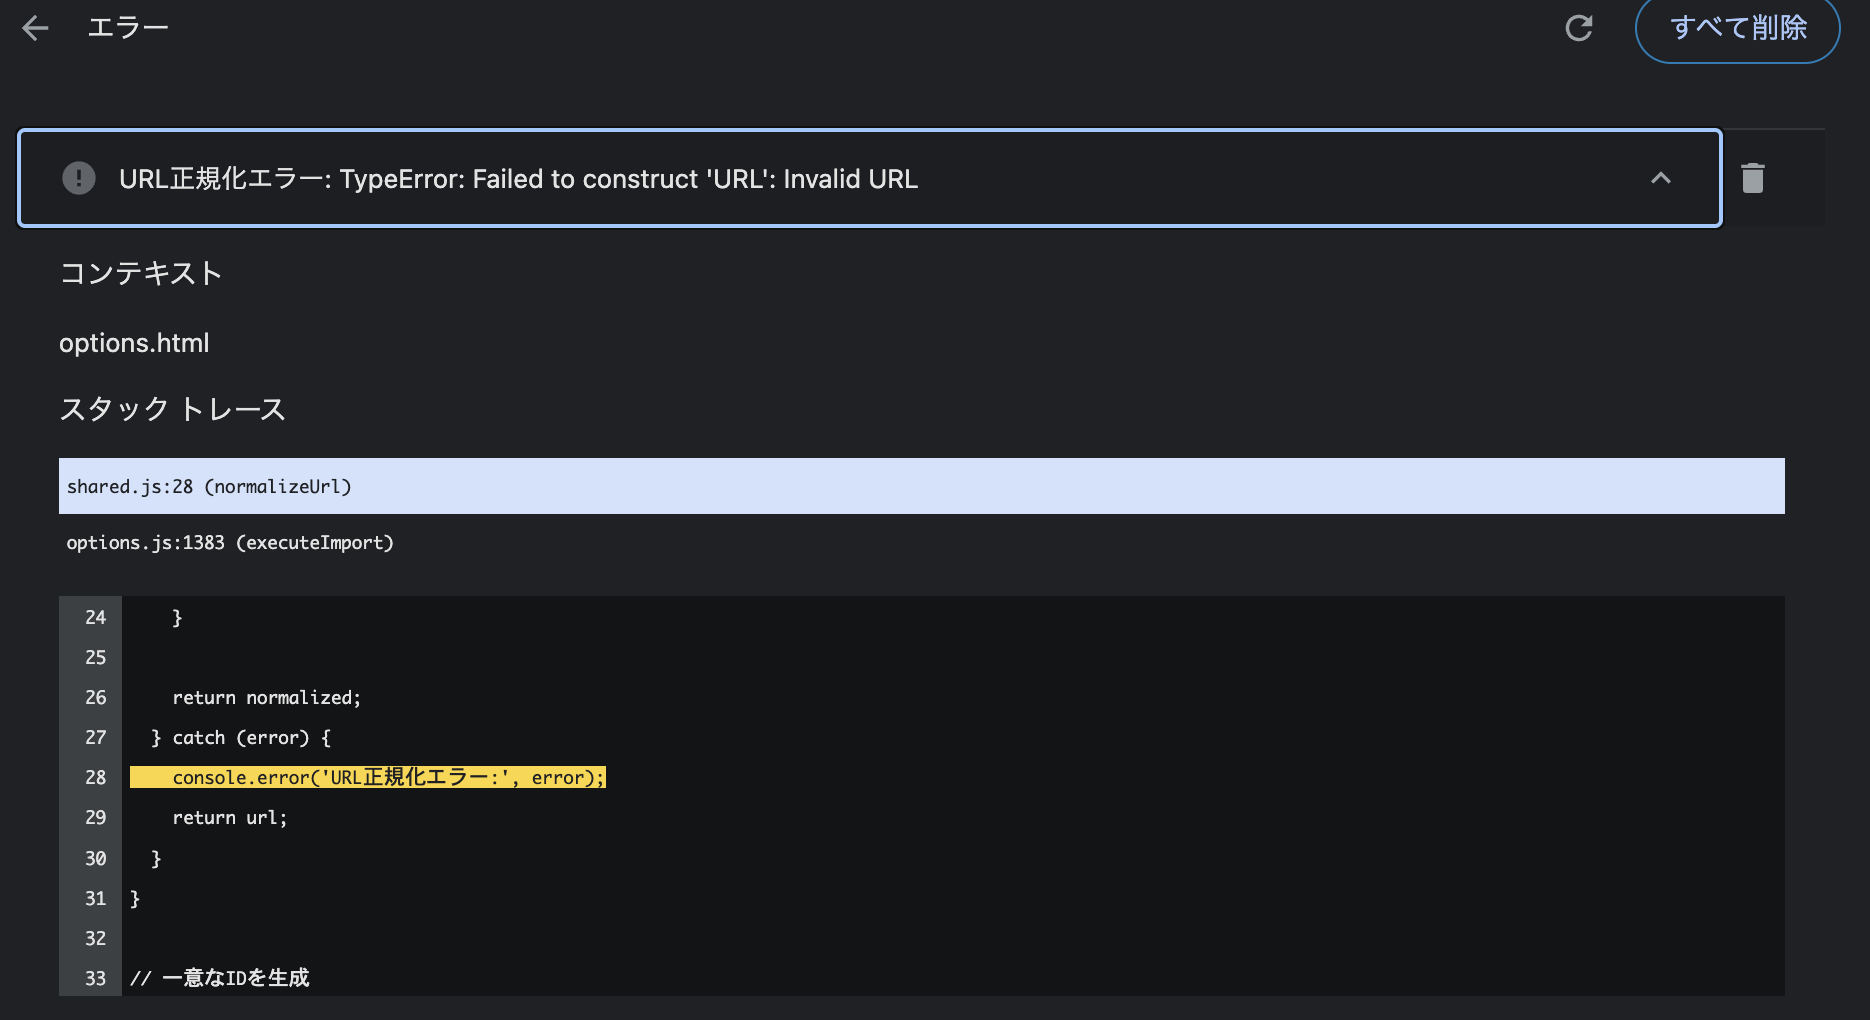 エラー
すべて削除
URL正規化エラー: TypeError: Failed to construct 'URL': Invalid URL
コンテキスト
options.html
スタック トレース
shared.js:28 (normalizeUrl)
options.js:1383 (executeImport)
24     }
25
26     return normalized;
27   } catch (error) {
28     console.error('URL正規化エラー:', error);
29     return url;
30   }
31 }
32
33 // 一意なIDを生成